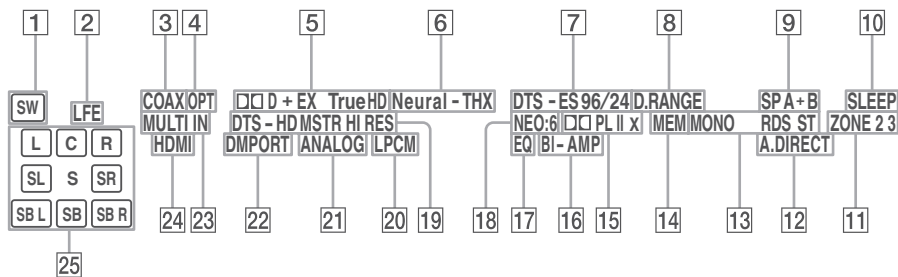 1 2 3 4 5 6 7 8 9 10
SW LFE COAX OPT D + EX TrueHD Neural - THX DTS - ES 96/24 D.RANGE SP A + B SLEEP
MULTI IN DTS - HD MSTR HI RES NEO:6 PL II X MEM MONO RDS ST ZONE 2 3
L C R HDMI DMPORT ANALOG LPCM EQ BI - AMP A.DIRECT
SL S SR
SB L SB SB R
25 24 23 22 21 20 19 18 17 16 15 14 13 12 11